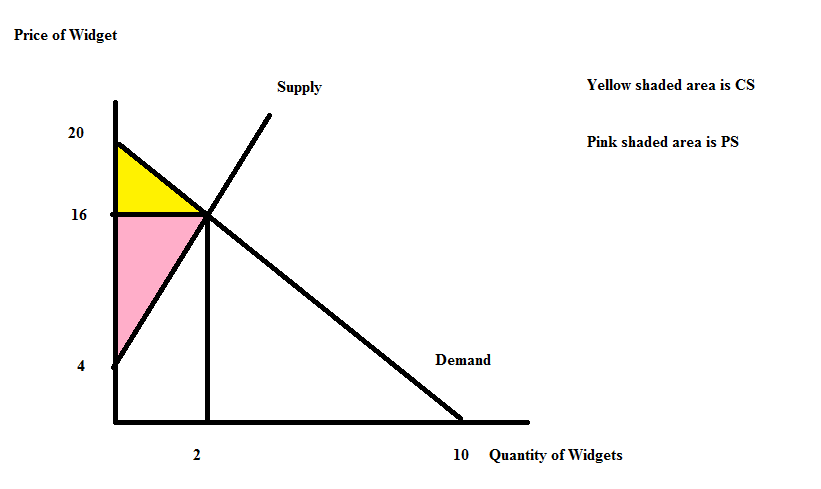 Price of Widget
Supply
Yellow shaded area is CS
20
Pink shaded area is PS
16
4
Demand
2
10
Quantity of Widgets